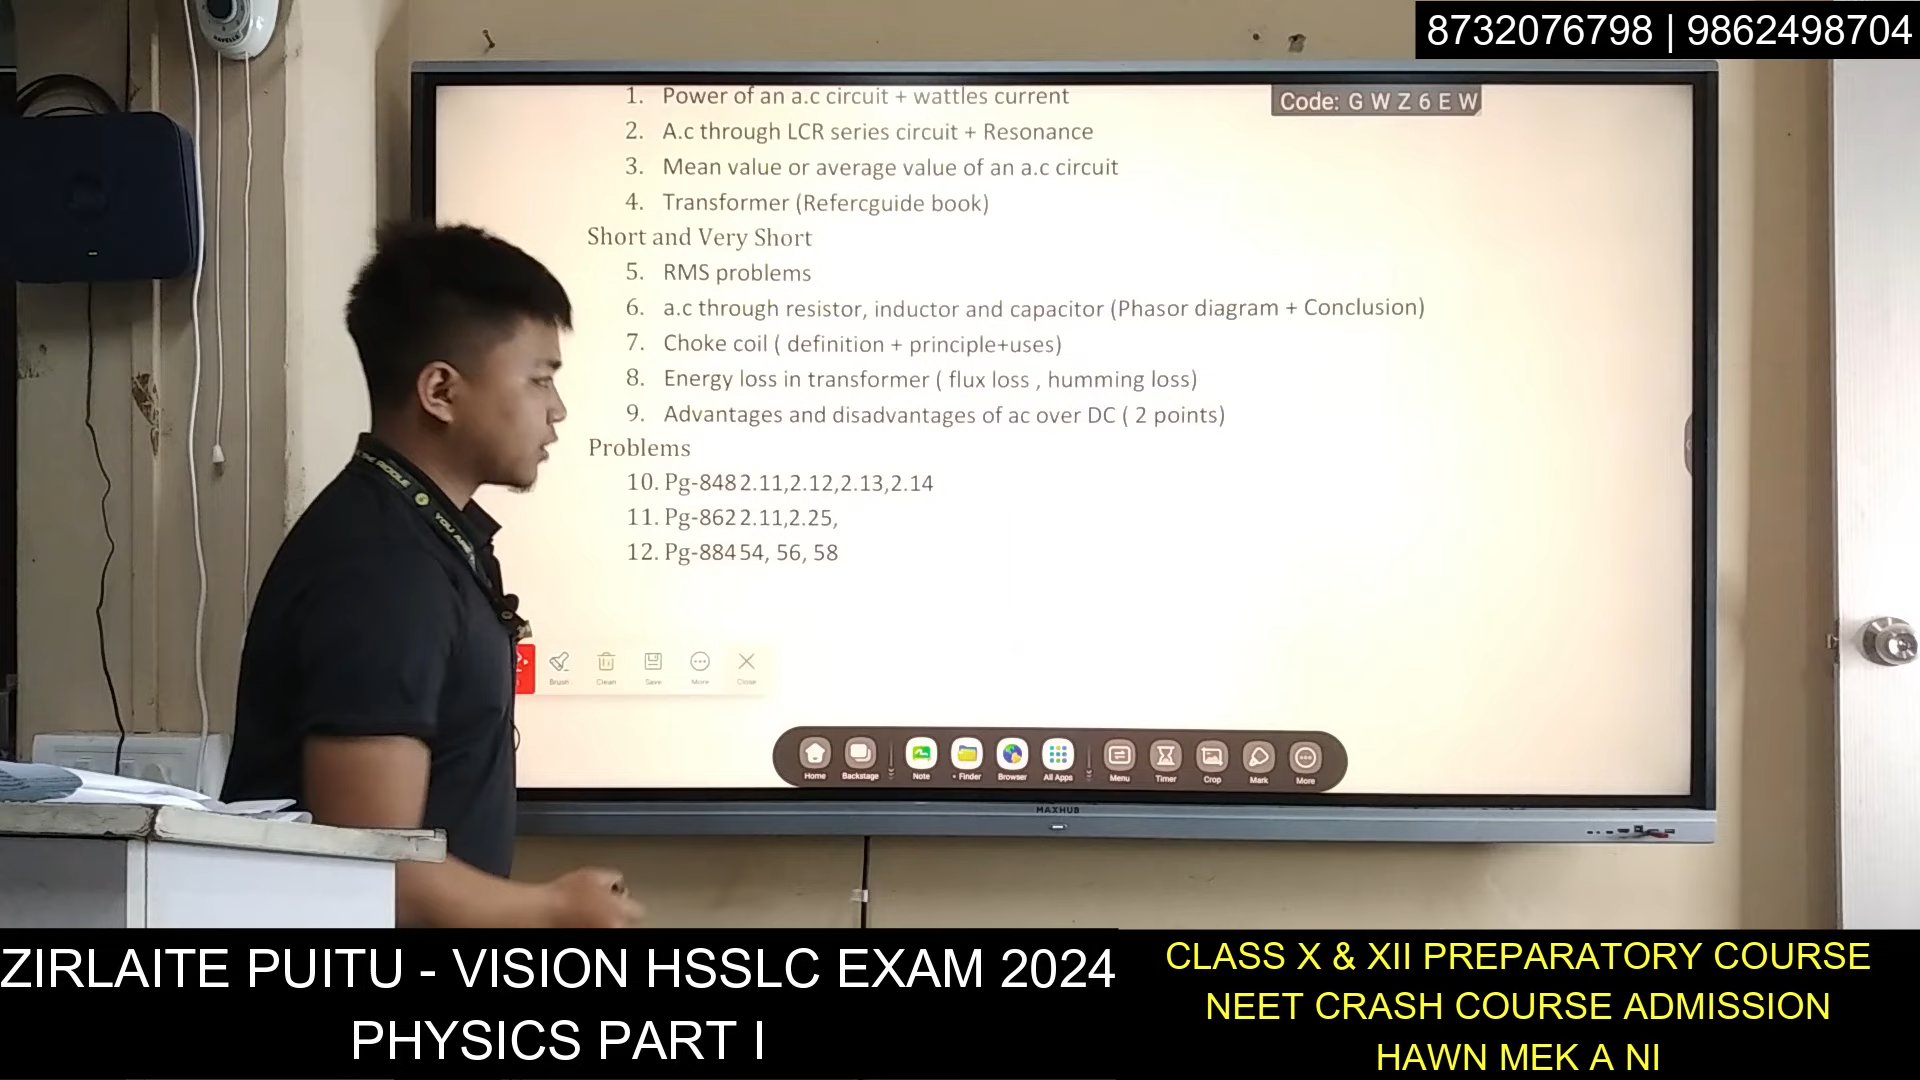 8732076798 | 9862498704
Code: G W Z 6 E W
1. Power of an a.c circuit + wattles current
2. A.c through LCR series circuit + Resonance
3. Mean value or average value of an a.c circuit
4. Transformer (Refercguide book)
Short and Very Short
5. RMS problems
6. a.c through resistor, inductor and capacitor (Phasor diagram + Conclusion)
7. Choke coil ( definition + principle+uses)
8. Energy loss in transformer ( flux loss , humming loss)
9. Advantages and disadvantages of ac over DC ( 2 points)
Problems
10. Pg-848 2.11,2.12,2.13,2.14
11. Pg-862 2.11,2.25,
12. Pg-884 54, 56, 58
Brush Clean Save More Close
Home Backstage Note Finder Browser All Apps Menu Timer Crop Mark More
MAXHUB
ZIRLAITE PUITU - VISION HSSLC EXAM 2024
PHYSICS PART I
CLASS X & XII PREPARATORY COURSE
NEET CRASH COURSE ADMISSION
HAWN MEK A NI